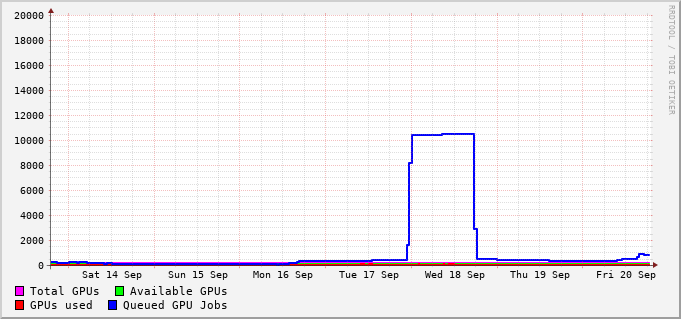 20000
18000
16000
14000
12000
10000
8000
6000
4000
2000
0
Sat 14 Sep Sun 15 Sep Mon 16 Sep Tue 17 Sep Wed 18 Sep Thu 19 Sep Fri 20 Sep
Total GPUs Available GPUs
GPUs used Queued GPU Jobs
RRDTOOL / TOBI OETIKER